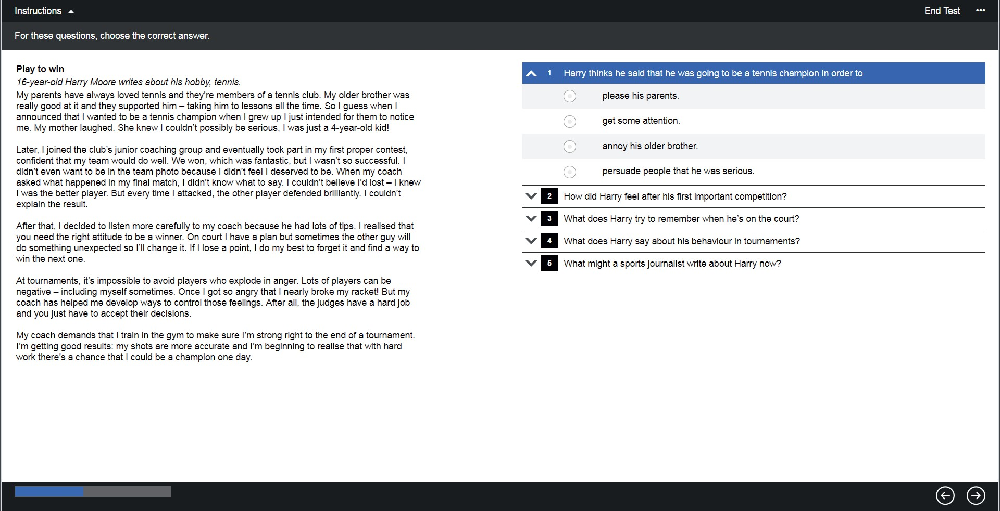 Instructions
End Test
For these questions, choose the correct answer.
Play to win
16-year-old Harry Moore writes about his hobby, tennis.
My parents have always loved tennis and they’re members of a tennis club. My older brother was
really good at it and they supported him – taking him to lessons all the time. So I guess when I
announced that I wanted to be a tennis champion when I grew up I just intended for them to notice
me. My mother laughed. She knew I couldn’t possibly be serious, I was just a 4-year-old kid!
Later, I joined the club’s junior coaching group and eventually took part in my first proper contest,
confident that my team would do well. We won, which was fantastic, but I wasn’t so successful. I
didn’t even want to be in the team photo because I didn’t feel I deserved to be. When my coach
asked what happened in my final match, I didn’t know what to say. I couldn’t believe I’d lost – I knew
I was the better player. But every time I attacked, the other player defended brilliantly. I couldn’t
explain the result.
After that, I decided to listen more carefully to my coach because he had lots of tips. I realised that
you need the right attitude to be a winner. On court I have a plan but sometimes the other guy will
do something unexpected so I’ll change it. If I lose a point, I do my best to forget it and find a way to
win the next one.
At tournaments, it’s impossible to avoid players who explode in anger. Lots of players can be
negative – including myself sometimes. Once I got so angry that I nearly broke my racket! But my
coach has helped me develop ways to control those feelings. After all, the judges have a hard job
and you just have to accept their decisions.
My coach demands that I train in the gym to make sure I’m strong right to the end of a tournament.
I’m getting good results: my shots are more accurate and I’m beginning to realise that with hard
work there’s a chance that I could be a champion one day.
1 Harry thinks he said that he was going to be a tennis champion in order to
please his parents.
get some attention.
annoy his older brother.
persuade people that he was serious.
2 How did Harry feel after his first important competition?
3 What does Harry try to remember when he’s on the court?
4 What does Harry say about his behaviour in tournaments?
5 What might a sports journalist write about Harry now?